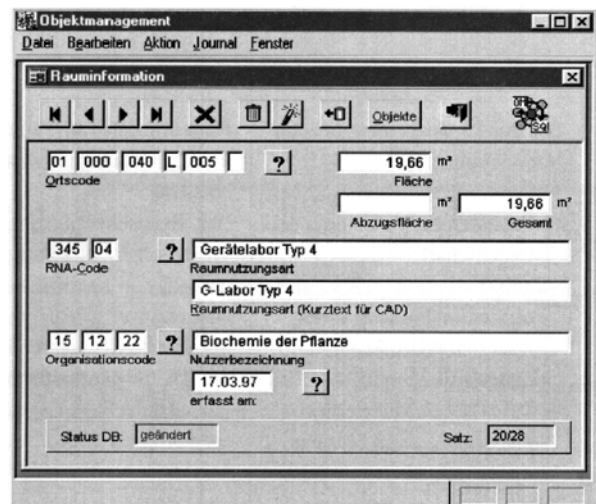 Objektmanagement
Datei Bearbeiten Aktion Journal Fenster
Rauminformation
Objekte
Sql
01 000 040 L 005 ?
Ortscode
19,66 m²
Fläche
m² 19,66 m²
Abzugsfläche Gesamt
345 04 ? Gerätelabor Typ 4
RNA-Code Raumnutzungsart
G-Labor Typ 4
Raumnutzungsart (Kurztext für CAD)
15 12 22 ? Biochemie der Pflanze
Organisationscode Nutzerbezeichnung
17.03.97 ?
erfasst am:
Status DB: geändert Satz: 20/28